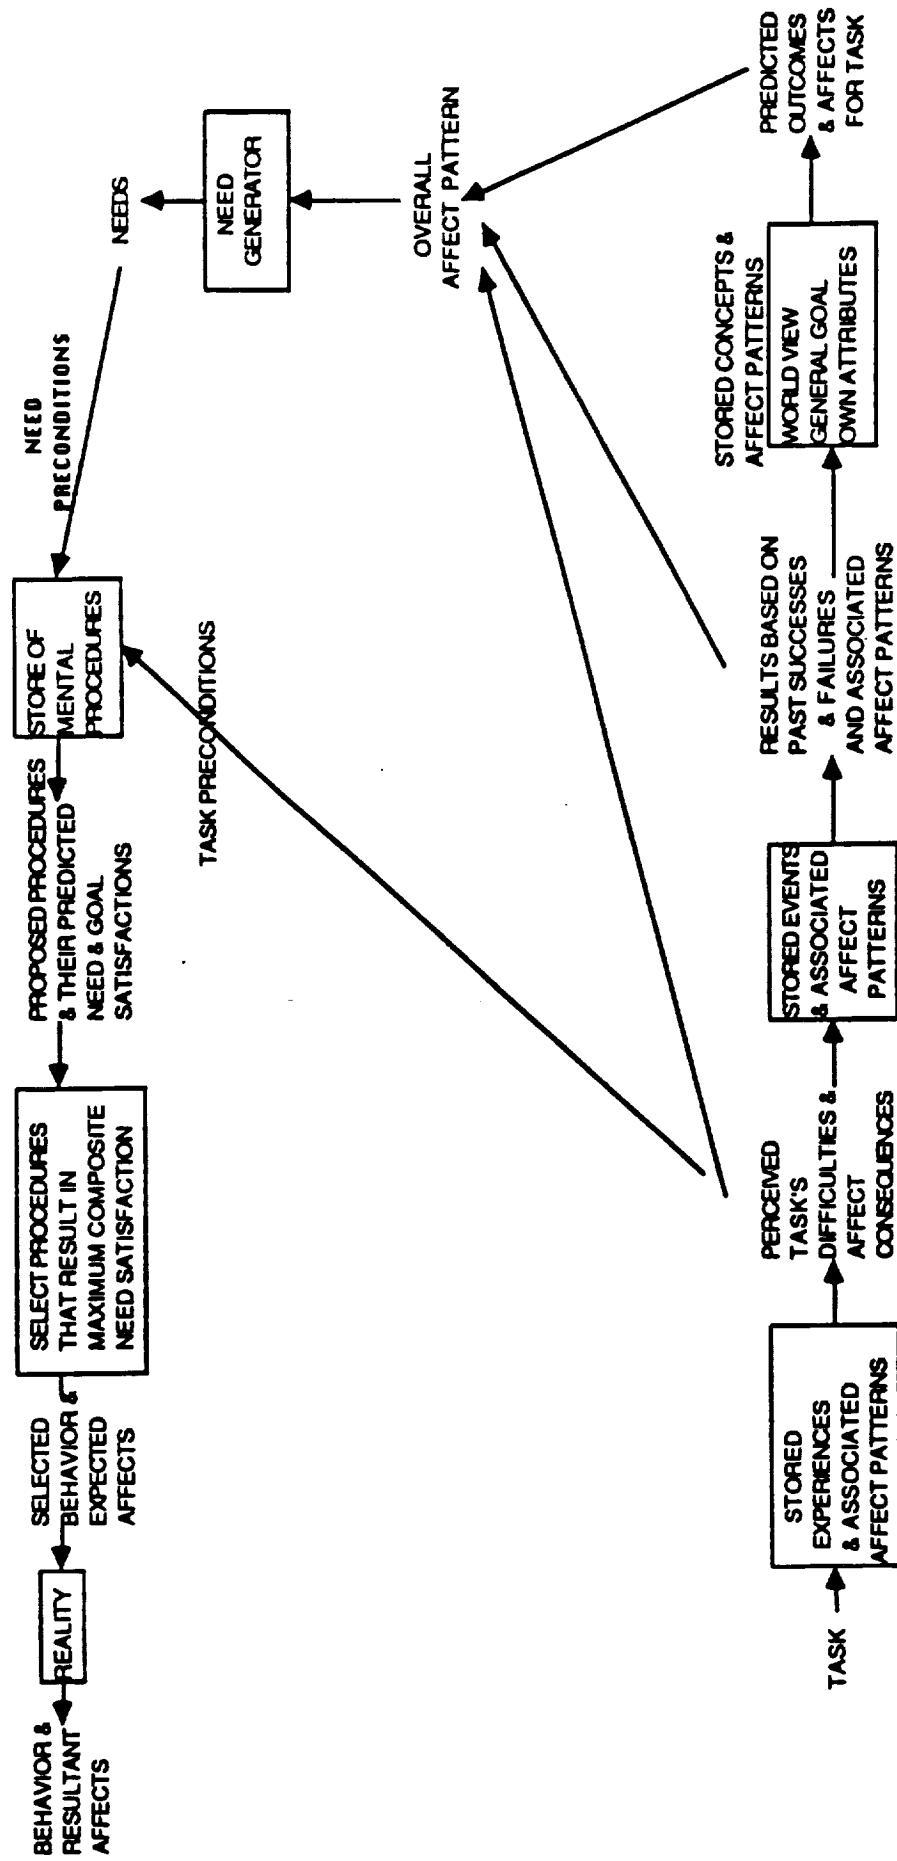 BEHAVIOR &
RESULTANT
AFFECTS
REALITY
SELECTED
BEHAVIOR &
EXPECTED
AFFECTS
SELECT PROCEDURES
THAT RESULT IN
MAXIMUM COMPOSITE
NEED SATISFACTION
PROPOSED PROCEDURES
& THEIR PREDICTED
NEED & GOAL
SATISFACTIONS
STORE OF
MENTAL
PROCEDURES
NEED
PRECONDITIONS
NEEDS
NEED
GENERATOR
TASK PRECONDITIONS
OVERALL
AFFECT PATTERN
TASK
STORED
EXPERIENCES
& ASSOCIATED
AFFECT PATTERNS
PERCEIVED
TASK'S
DIFFICULTIES &
AFFECT
CONSEQUENCES
STORED EVENTS
& ASSOCIATED
AFFECT
PATTERNS
RESULTS BASED ON
PAST SUCCESSES
& FAILURES
AND ASSOCIATED
AFFECT PATTERNS
STORED CONCEPTS &
AFFECT PATTERNS
WORLD VIEW
GENERAL GOAL
OWN ATTRIBUTES
PREDICTED
OUTCOMES
& AFFECTS
FOR TASK